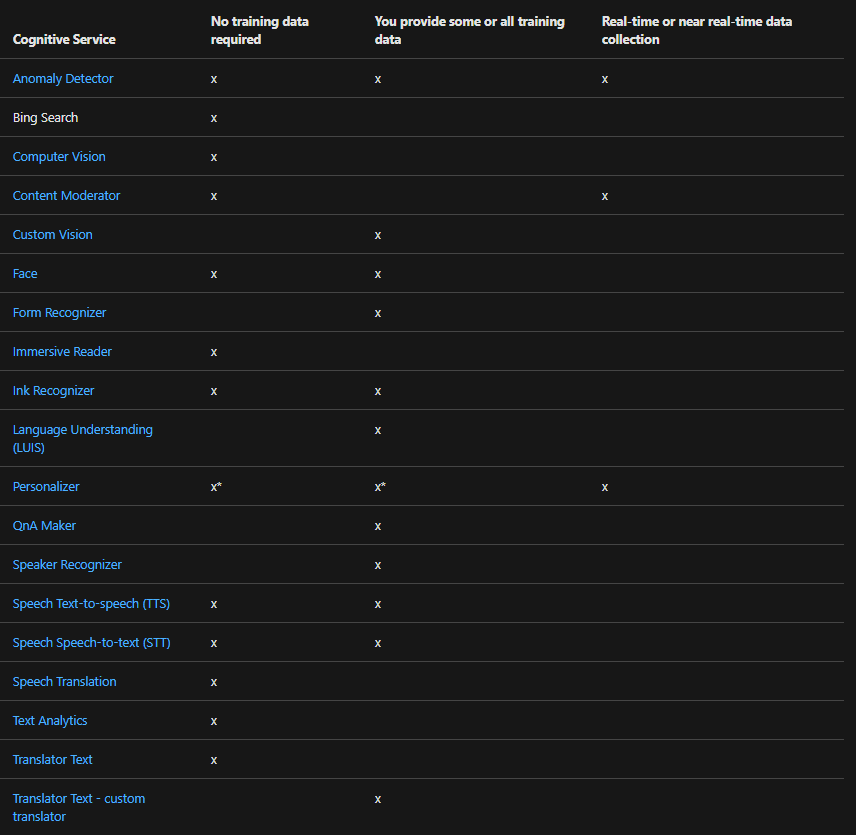 Cognitive Service No training data required You provide some or all training data Real-time or near real-time data collection
Anomaly Detector x x x
Bing Search x
Computer Vision x
Content Moderator x x
Custom Vision x
Face x x
Form Recognizer x
Immersive Reader x
Ink Recognizer x x
Language Understanding (LUIS) x
Personalizer x* x* x
QnA Maker x
Speaker Recognizer x
Speech Text-to-speech (TTS) x x
Speech Speech-to-text (STT) x x
Speech Translation x
Text Analytics x
Translator Text x
Translator Text - custom translator x